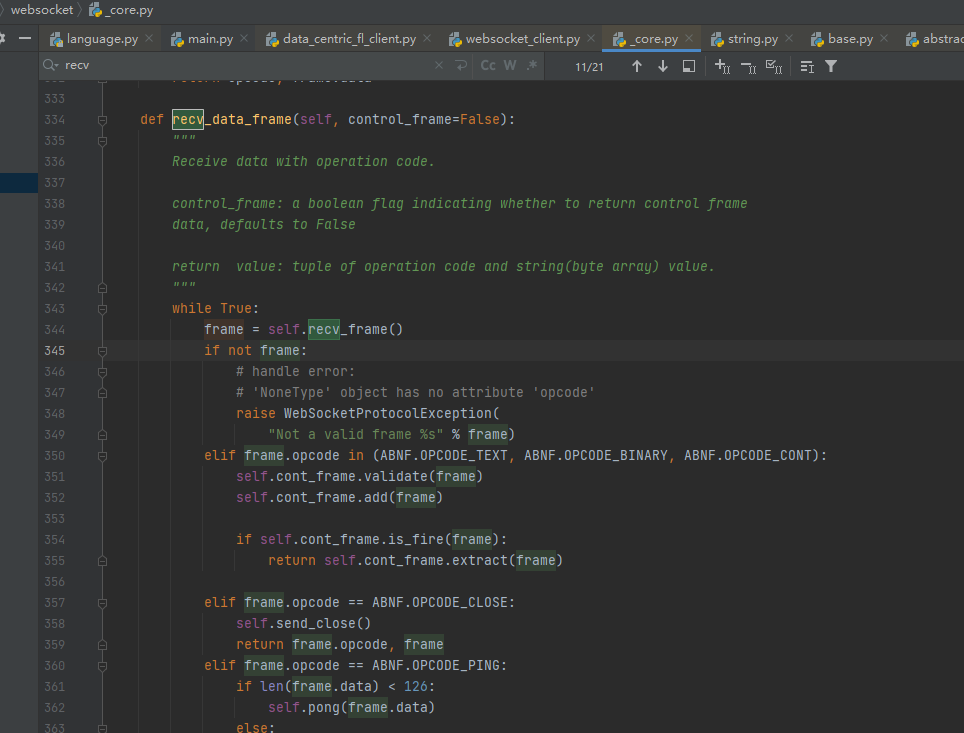 websocket 〉 _core.py
language.py × main.py × data_centric_fl_client.py × websocket_client.py × _core.py × string.py × base.py × abstrac
recv × Cc W .* 11/21
333
334 def recv_data_frame(self, control_frame=False):
335 """
336 Receive data with operation code.
337
338 control_frame: a boolean flag indicating whether to return control frame
339 data, defaults to False
340
341 return  value: tuple of operation code and string(byte array) value.
342 """
343 while True:
344 frame = self.recv_frame()
345 if not frame:
346 # handle error:
347 # 'NoneType' object has no attribute 'opcode'
348 raise WebSocketProtocolException(
349 "Not a valid frame %s" % frame)
350 elif frame.opcode in (ABNF.OPCODE_TEXT, ABNF.OPCODE_BINARY, ABNF.OPCODE_CONT):
351 self.cont_frame.validate(frame)
352 self.cont_frame.add(frame)
353
354 if self.cont_frame.is_fire(frame):
355 return self.cont_frame.extract(frame)
356
357 elif frame.opcode == ABNF.OPCODE_CLOSE:
358 self.send_close()
359 return frame.opcode, frame
360 elif frame.opcode == ABNF.OPCODE_PING:
361 if len(frame.data) < 126:
362 self.pong(frame.data)
363 else: